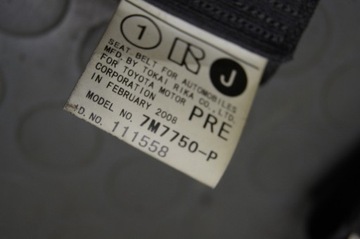 1 J
SEAT BELT FOR AUTOMOBILES
MFD. BY TOKAI RIKA CO., LTD.
FOR TOYOTA MOTOR
CORPORATION
IN FEBRUARY 2008 PRE
MODEL NO. 7M7750-P
D. NO. 111558